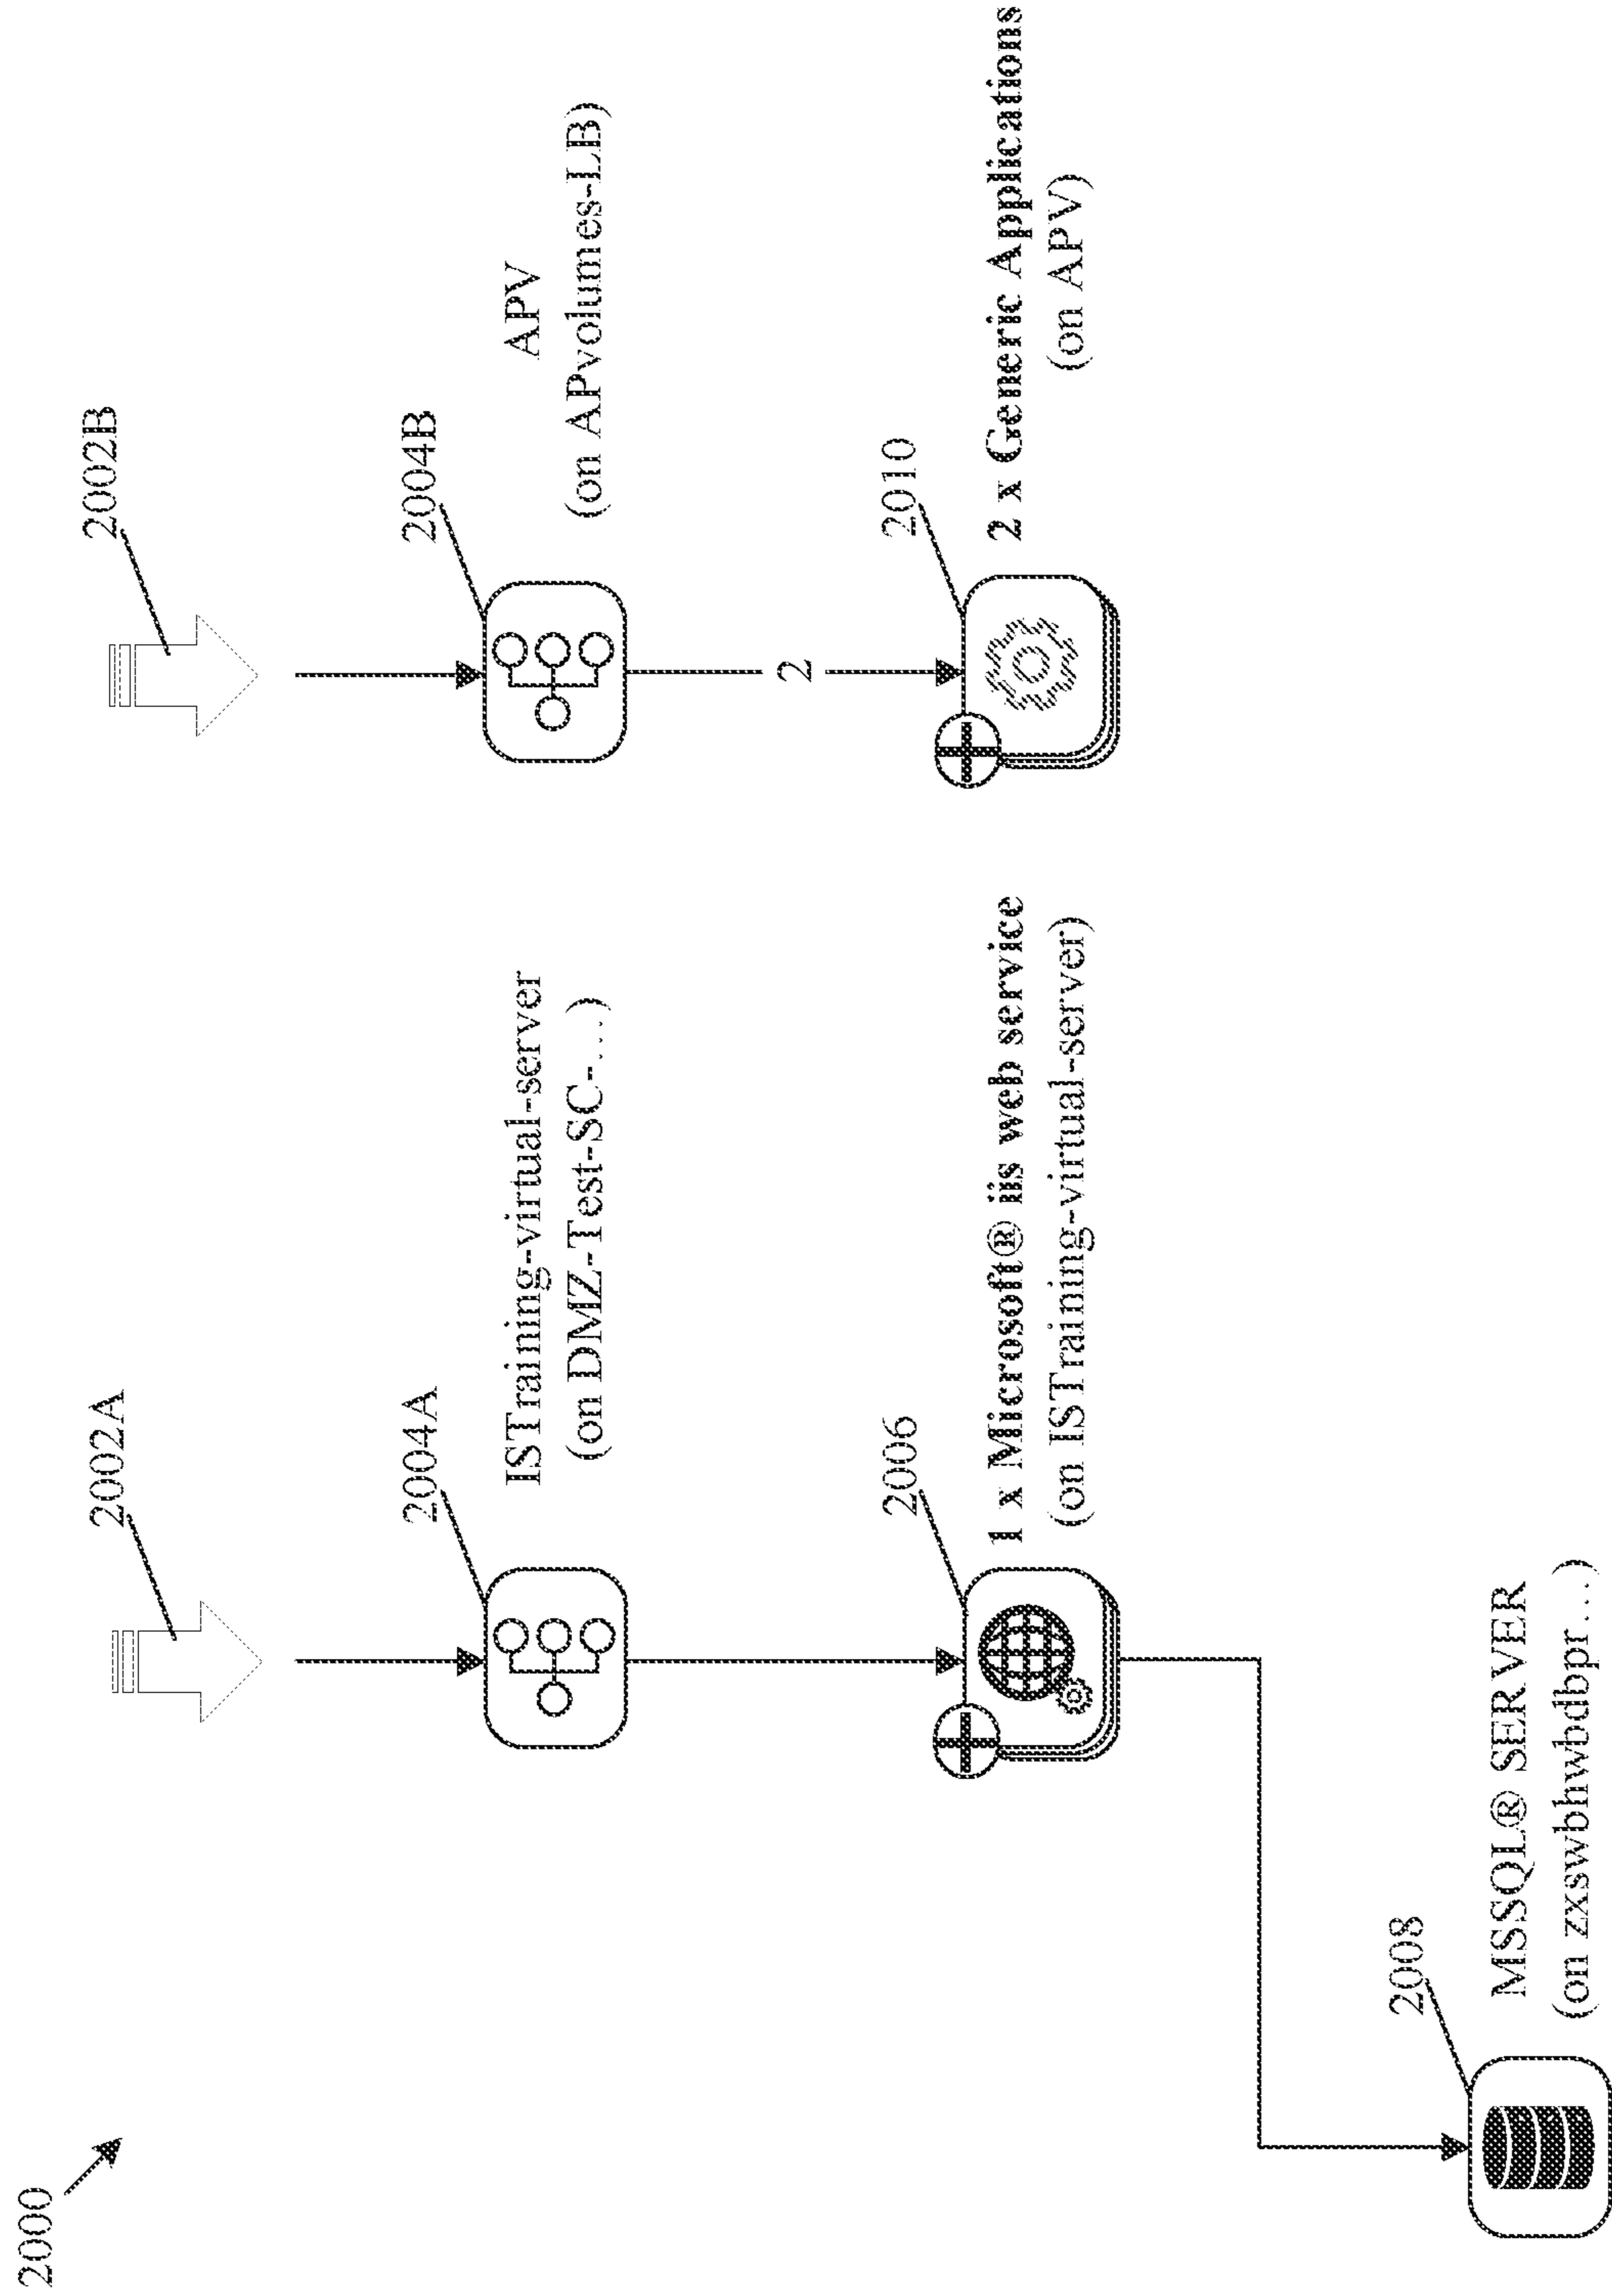 2000
2002A
2002B
2004A
ISTraining-virtual-server
(on DMZ-Test-SC-...)
2004B
APV
(on APvolumes-LB)
2
2006
1 x Microsoft® iis web service
(on ISTraining-virtual-server)
2010
2 x Generic Applications
(on APV)
2008
MSSQL® SERVER
(on zxswbhwbdbpr...)